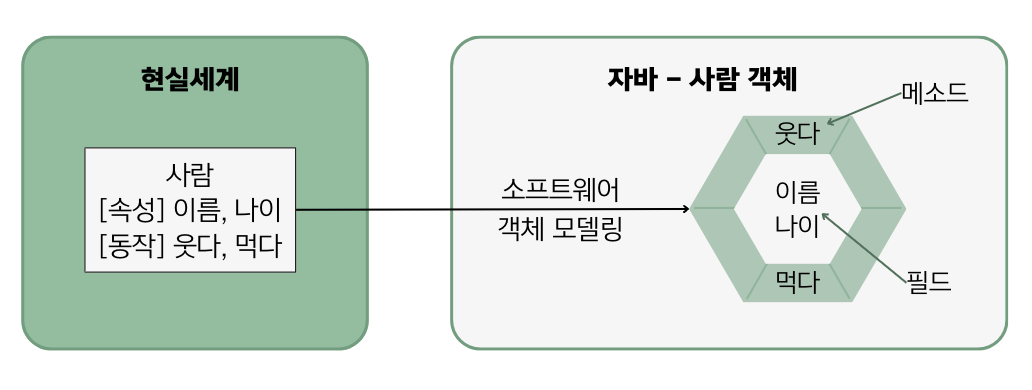 현실세계
사람
[속성] 이름, 나이
[동작] 웃다, 먹다
자바 - 사람 객체
소프트웨어
객체 모델링
메소드
웃다
이름
나이
먹다
필드